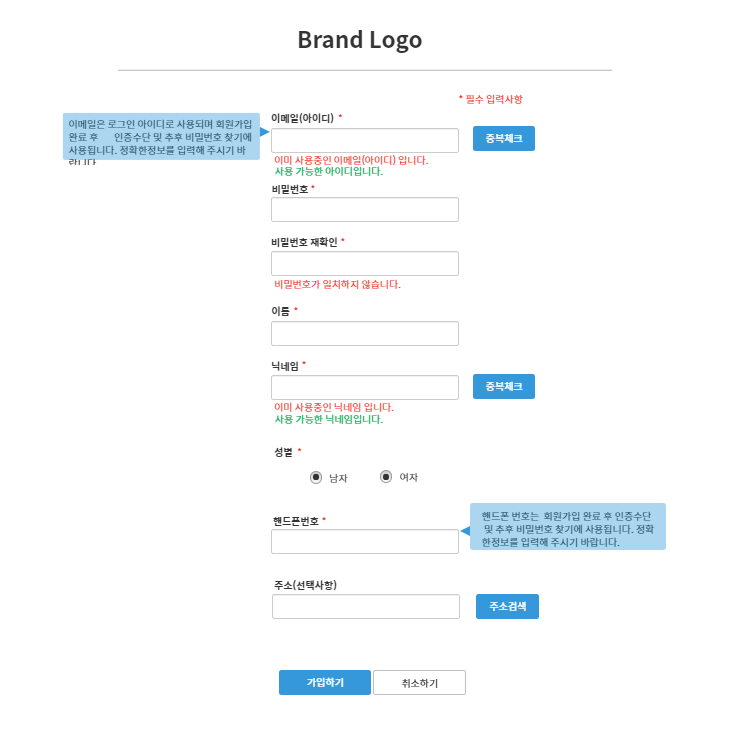 Brand Logo
* 필수 입력사항
이메일(아이디) *
이메일은 로그인 아이디로 사용되며 회원가입
완료 후 인증수단 및 추후 비밀번호 찾기에
사용됩니다. 정확한정보를 입력해 주시기 바
랍니다
중복체크
이미 사용중인 이메일(아이디) 입니다.
사용 가능한 아이디입니다.
비밀번호 *
비밀번호 재확인 *
비밀번호가 일치하지 않습니다.
이름 *
닉네임 *
중복체크
이미 사용중인 닉네임 입니다.
사용 가능한 닉네임입니다.
성별 *
남자 여자
핸드폰번호 *
핸드폰 번호는 회원가입 완료 후 인증수단
및 추후 비밀번호 찾기에 사용됩니다. 정확
한정보를 입력해 주시기 바랍니다.
주소(선택사항)
주소검색
가입하기 취소하기